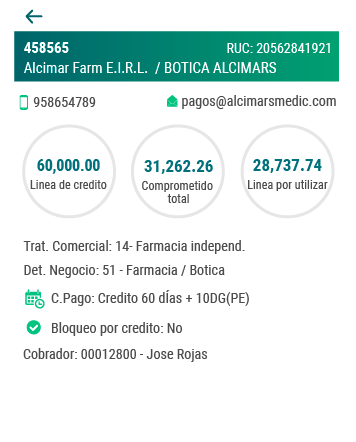 458565 RUC: 20562841921
Alcimar Farm E.I.R.L. / BOTICA ALCIMARS
958654789 pagos@alcimarsmedic.com
60,000.00 31,262.26 28,737.74
Linea de credito Comprometido total Linea por utilizar
Trat. Comercial: 14- Farmacia independ.
Det. Negocio: 51 - Farmacia / Botica
C.Pago: Credito 60 días + 10DG(PE)
Bloqueo por credito: No
Cobrador: 00012800 - Jose Rojas